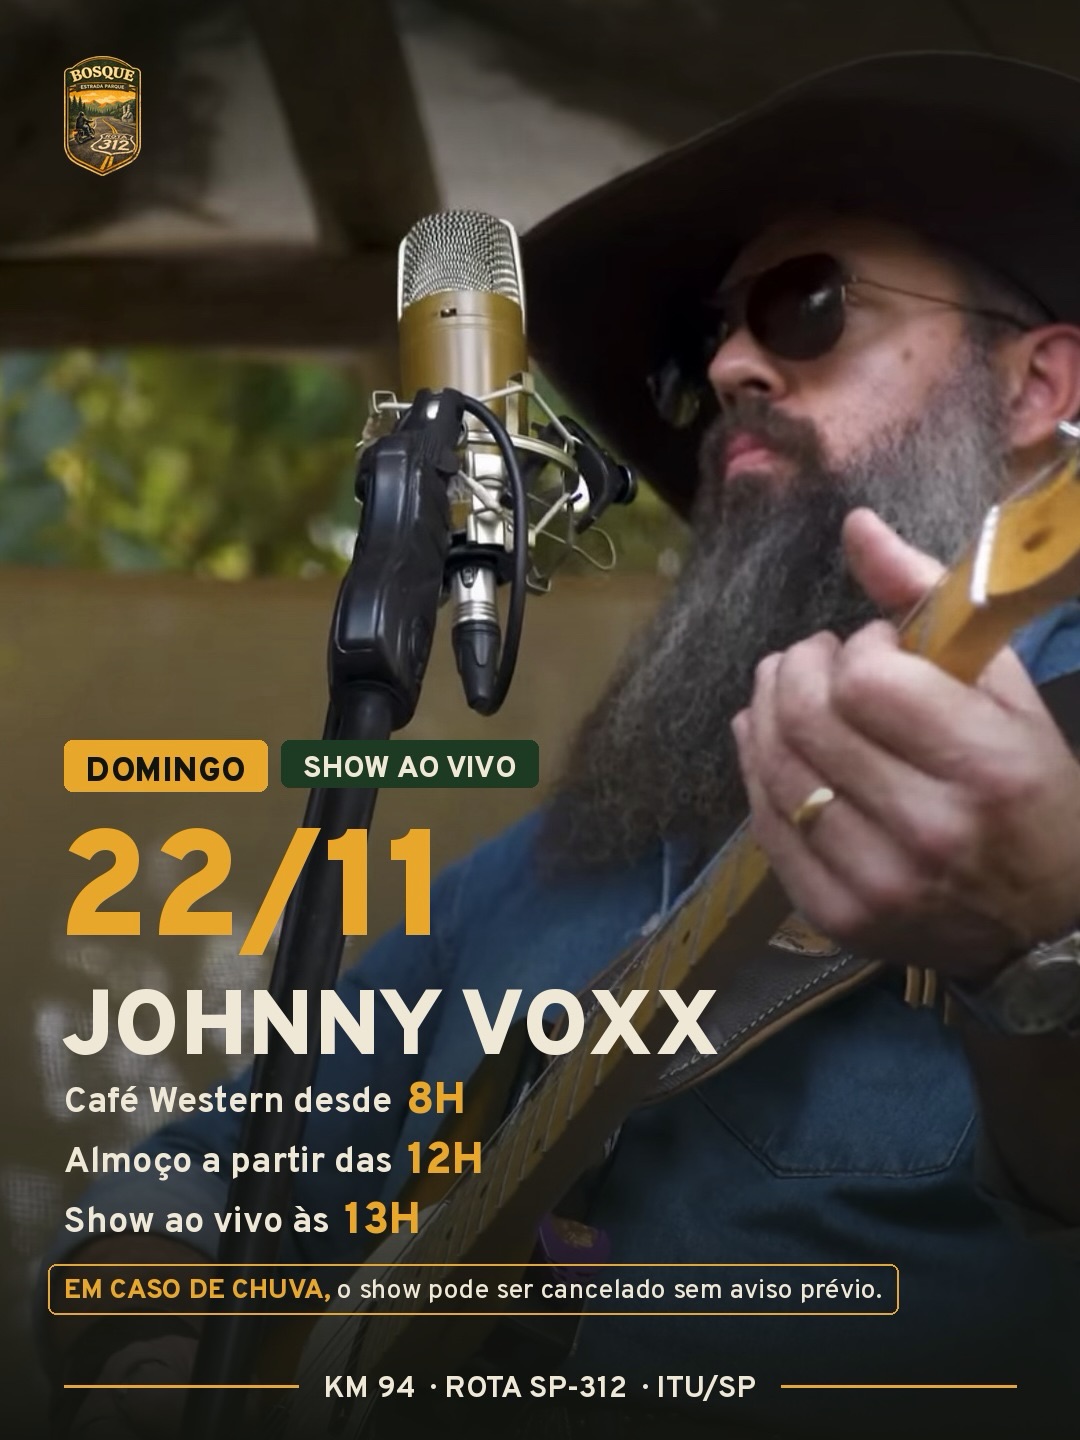 BOSQUE
ESTRADA PARQUE
ROTA
312
DOMINGO
SHOW AO VIVO
22/11
JOHNNY VOXX
Café Western desde 8H
Almoço a partir das 12H
Show ao vivo às 13H
EM CASO DE CHUVA, o show pode ser cancelado sem aviso prévio.
KM 94 · ROTA SP-312 · ITU/SP